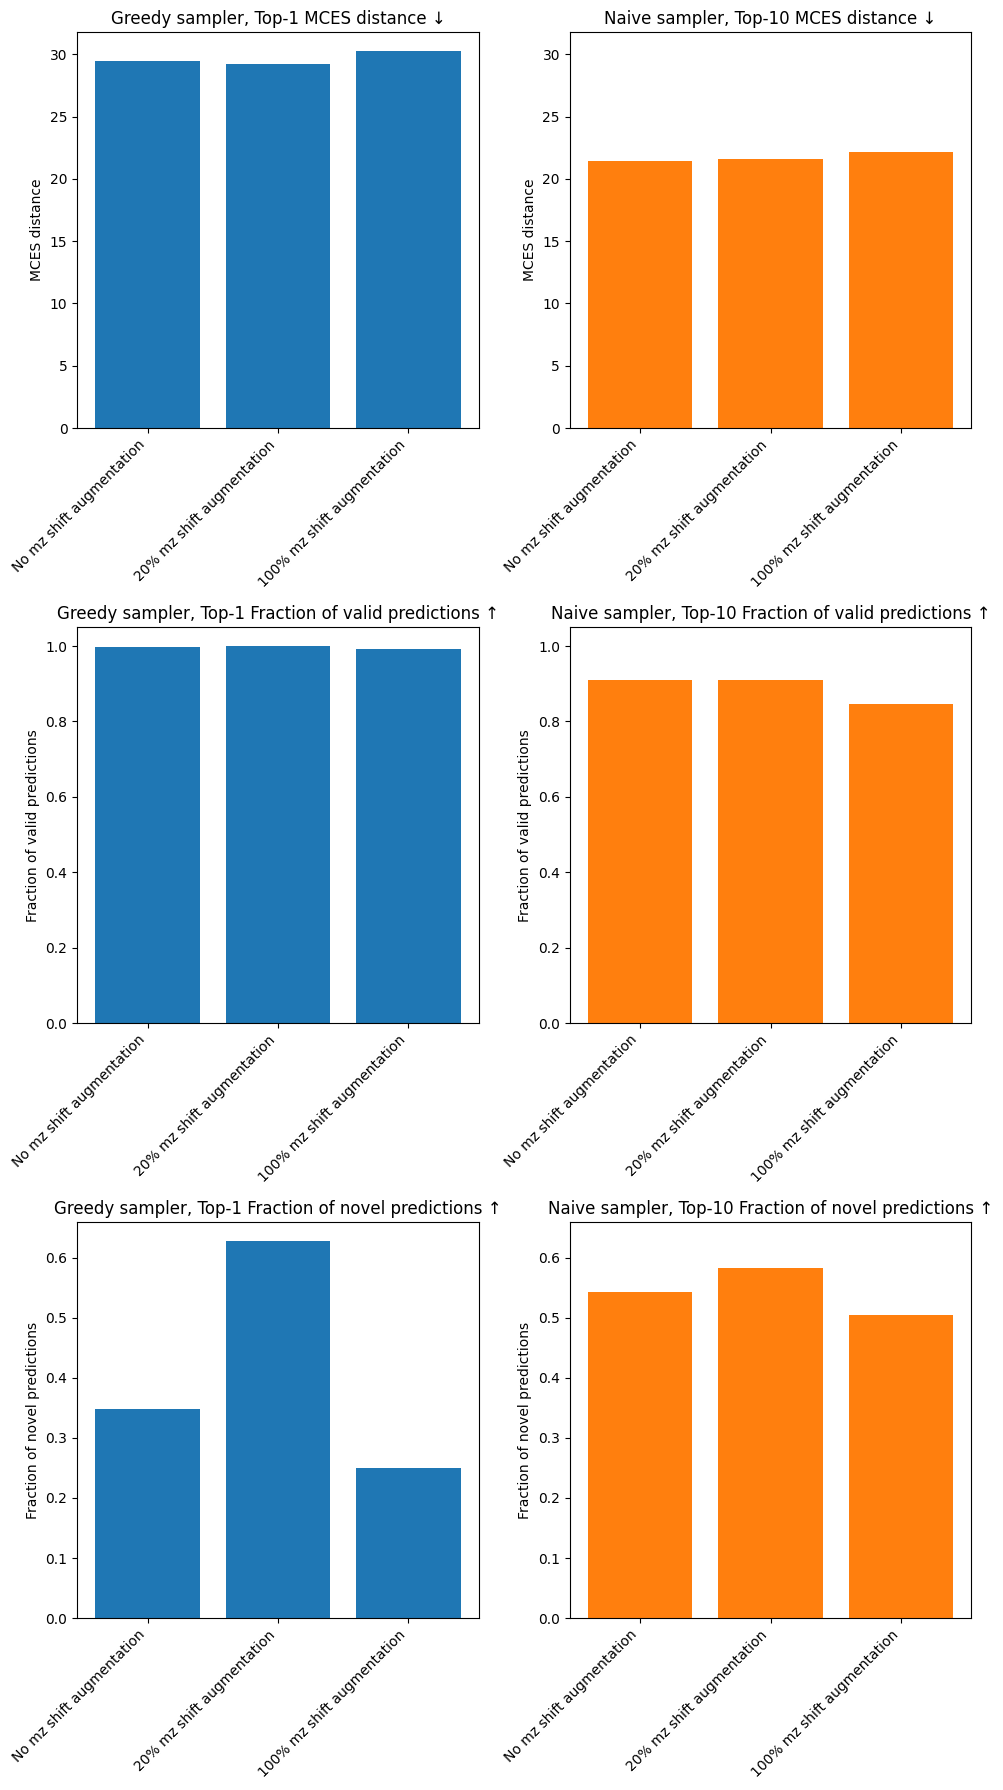 Greedy sampler, Top-1 MCES distance ↓
MCES distance
30
25
20
15
10
5
0
No mz shift augmentation
20% mz shift augmentation
100% mz shift augmentation
Naive sampler, Top-10 MCES distance ↓
MCES distance
30
25
20
15
10
5
0
No mz shift augmentation
20% mz shift augmentation
100% mz shift augmentation
Greedy sampler, Top-1 Fraction of valid predictions ↑
Fraction of valid predictions
1.0
0.8
0.6
0.4
0.2
0.0
No mz shift augmentation
20% mz shift augmentation
100% mz shift augmentation
Naive sampler, Top-10 Fraction of valid predictions ↑
Fraction of valid predictions
1.0
0.8
0.6
0.4
0.2
0.0
No mz shift augmentation
20% mz shift augmentation
100% mz shift augmentation
Greedy sampler, Top-1 Fraction of novel predictions ↑
Fraction of novel predictions
0.6
0.5
0.4
0.3
0.2
0.1
0.0
No mz shift augmentation
20% mz shift augmentation
100% mz shift augmentation
Naive sampler, Top-10 Fraction of novel predictions ↑
Fraction of novel predictions
0.6
0.5
0.4
0.3
0.2
0.1
0.0
No mz shift augmentation
20% mz shift augmentation
100% mz shift augmentation